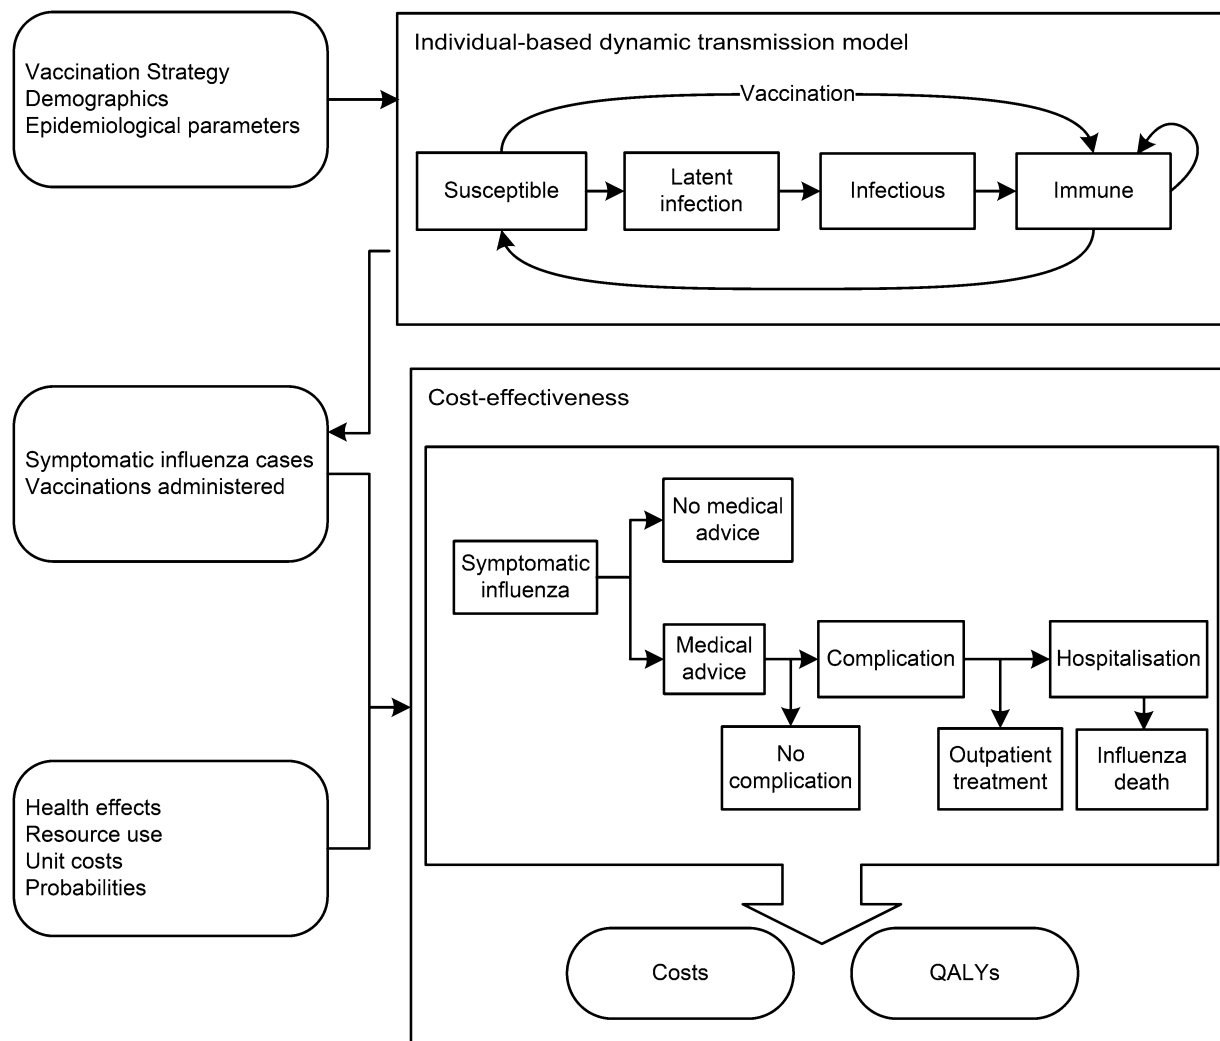 Vaccination Strategy
Demographics
Epidemiological parameters
Individual-based dynamic transmission model
Vaccination
Susceptible
Latent
infection
Infectious
Immune
Symptomatic influenza cases
Vaccinations administered
Health effects
Resource use
Unit costs
Probabilities
Cost-effectiveness
Symptomatic
influenza
No medical
advice
Medical
advice
Complication
Hospitalisation
No
complication
Outpatient
treatment
Influenza
death
Costs
QALYs